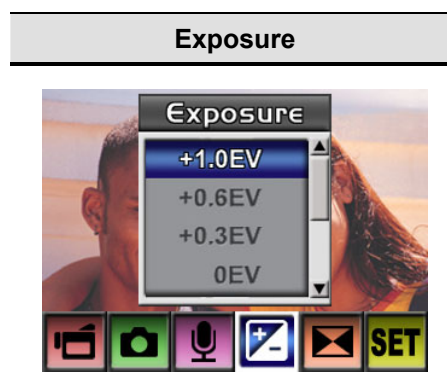 Exposure
Exposure
+1.0EV
+0.6EV
+0.3EV
0EV
SET